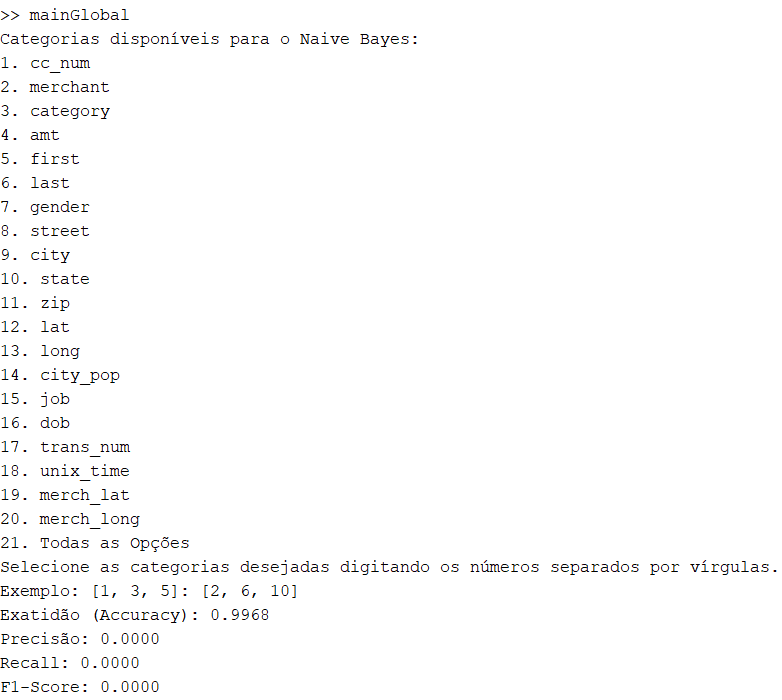 >> mainGlobal
Categorias disponíveis para o Naive Bayes:
1. cc_num
2. merchant
3. category
4. amt
5. first
6. last
7. gender
8. street
9. city
10. state
11. zip
12. lat
13. long
14. city_pop
15. job
16. dob
17. trans_num
18. unix_time
19. merch_lat
20. merch_long
21. Todas as Opções
Selecione as categorias desejadas digitando os números separados por vírgulas.
Exemplo: [1, 3, 5]: [2, 6, 10]
Exatidão (Accuracy): 0.9968
Precisão: 0.0000
Recall: 0.0000
F1-Score: 0.0000